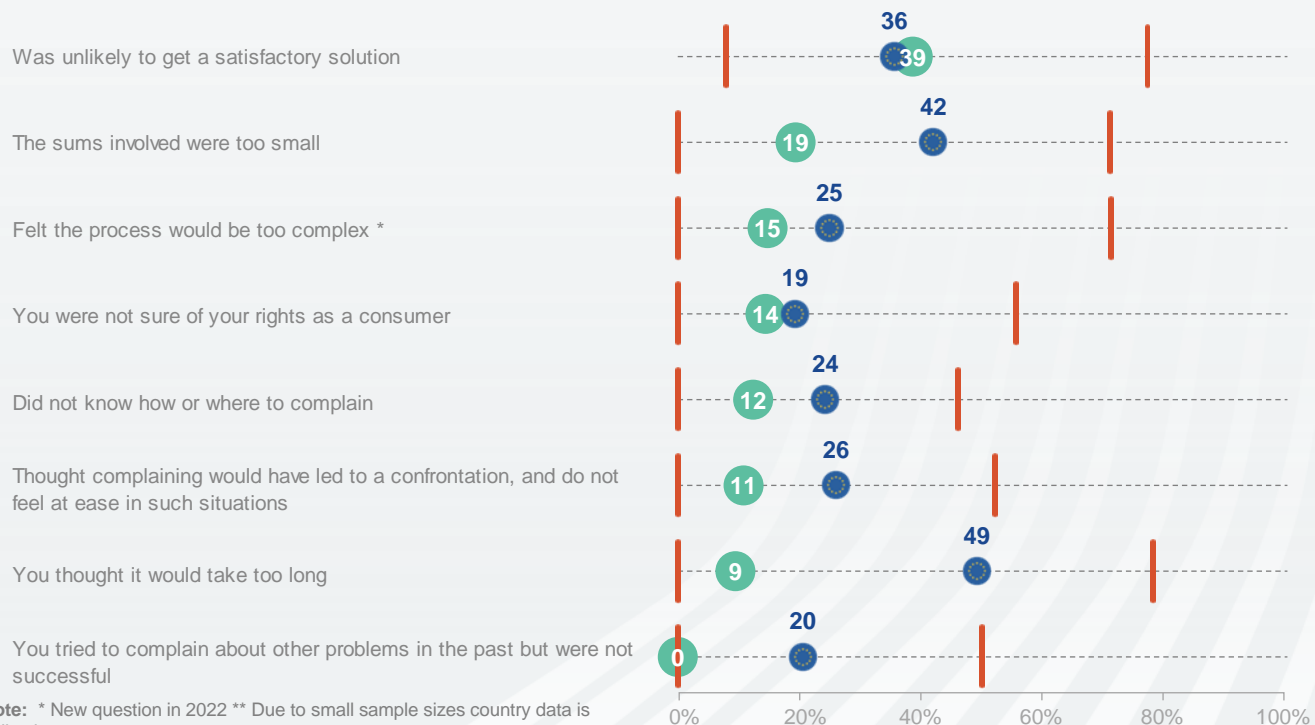 36
Was unlikely to get a satisfactory solution
39
42
The sums involved were too small
19
25
Felt the process would be too complex *
15
19
You were not sure of your rights as a consumer
14
24
Did not know how or where to complain
12
26
Thought complaining would have led to a confrontation, and do not
feel at ease in such situations
11
49
You thought it would take too long
9
20
You tried to complain about other problems in the past but were not
successful
0
ote: * New question in 2022 ** Due to small sample sizes country data is
0% 20% 40% 60% 80% 100%